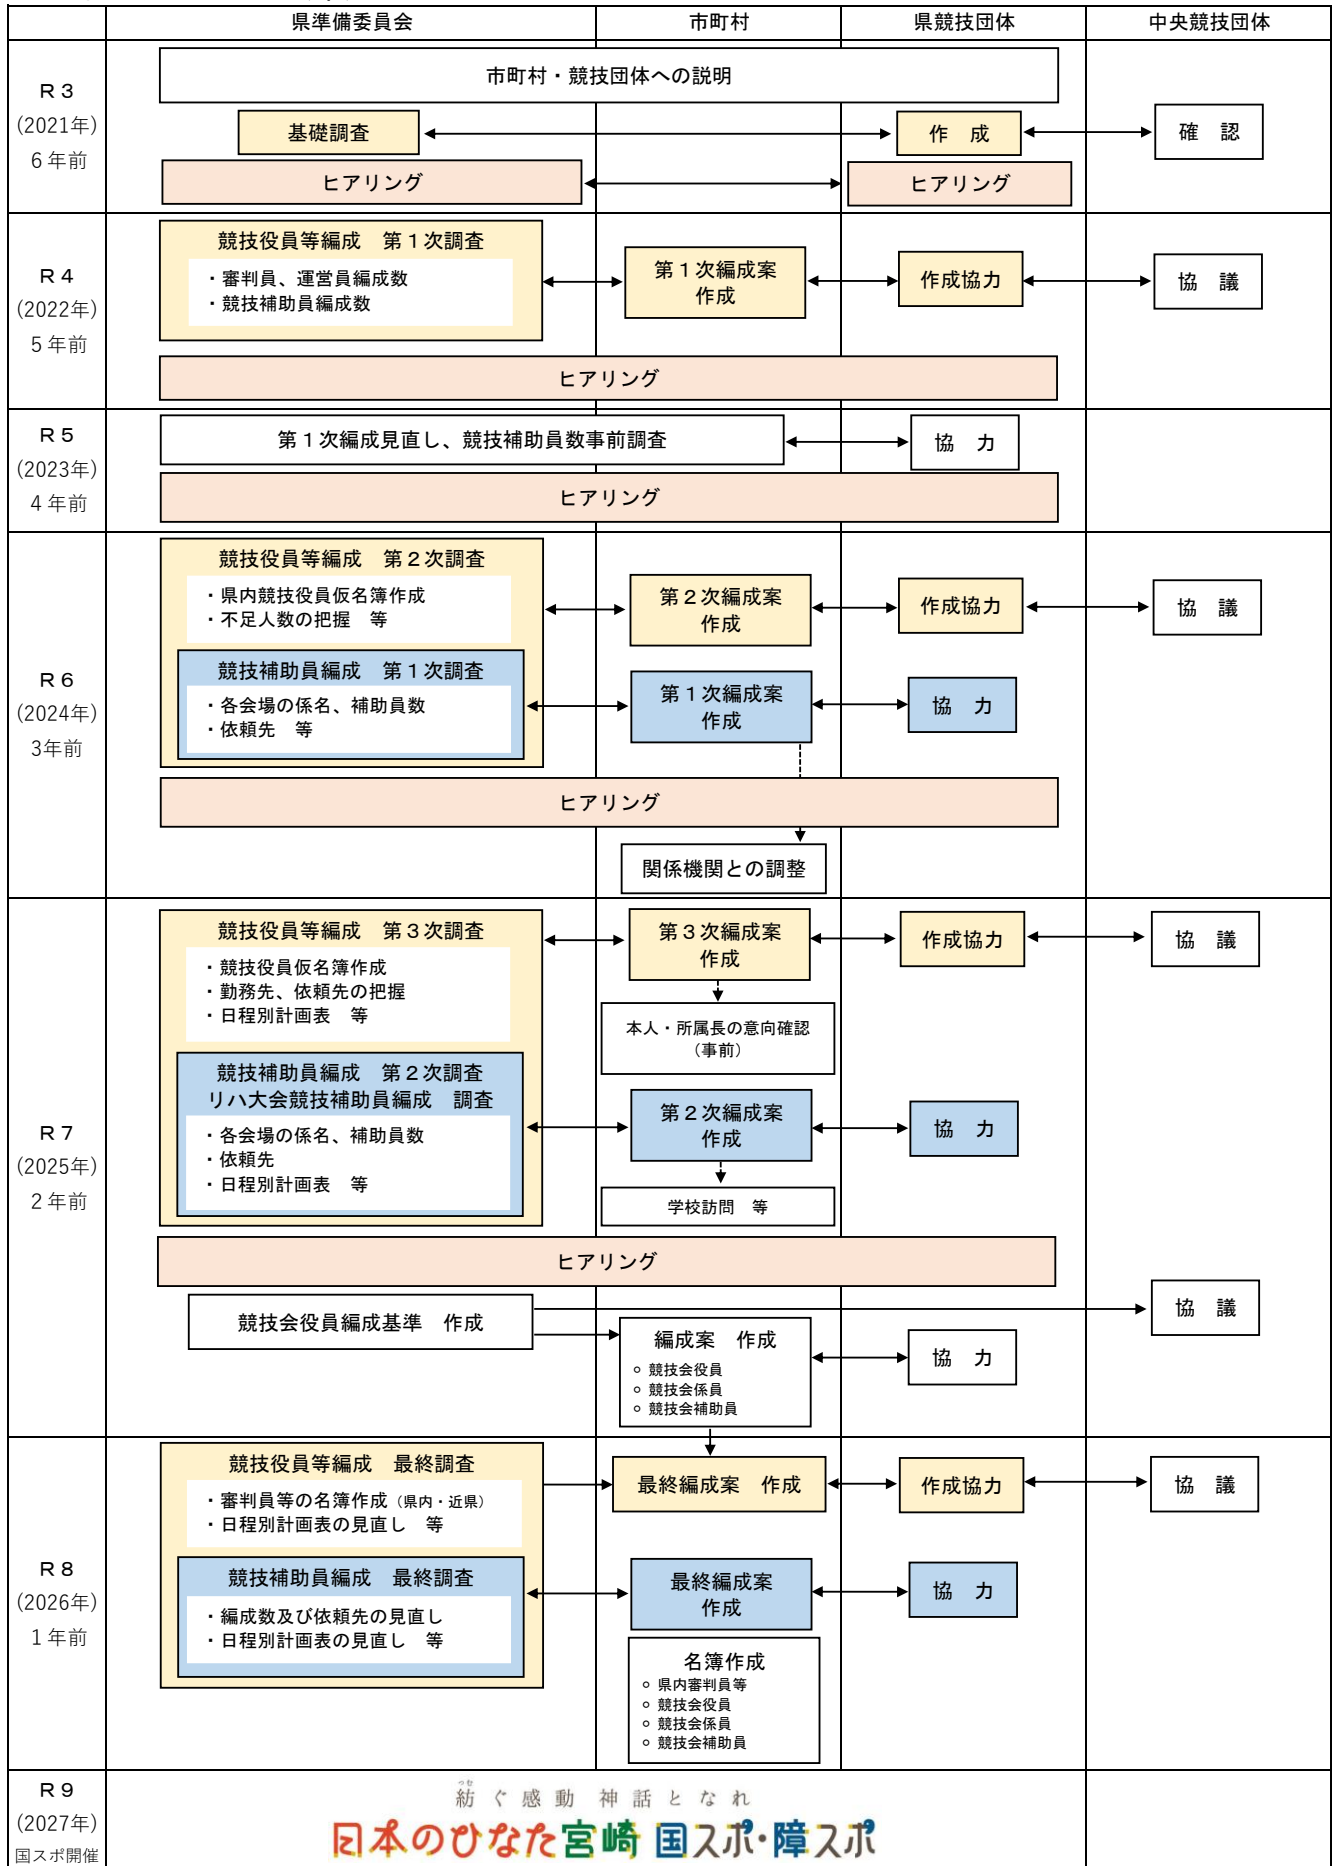 県準備委員会
市町村
県競技団体
中央競技団体
R３
(2021年)
６年前
市町村・競技団体への説明
基礎調査
作　成
確　認
ヒアリング
ヒアリング
R４
(2022年)
５年前
競技役員等編成　第１次調査
・審判員、運営員編成数
・競技補助員編成数
第１次編成案
作成
作成協力
協　議
ヒアリング
R５
(2023年)
４年前
第１次編成見直し、競技補助員数事前調査
協　力
ヒアリング
R６
(2024年)
3年前
競技役員等編成　第２次調査
・県内競技役員仮名簿作成
・不足人数の把握　等
第２次編成案
作成
作成協力
協　議
競技補助員編成　第１次調査
・各会場の係名、補助員数
・依頼先　等
第１次編成案
作成
協　力
ヒアリング
関係機関との調整
R７
(2025年)
２年前
競技役員等編成　第３次調査
・競技役員仮名簿作成
・勤務先、依頼先の把握
・日程別計画表　等
第３次編成案
作成
作成協力
協　議
本人・所属長の意向確認
（事前）
競技補助員編成　第２次調査
リハ大会競技補助員編成　調査
・各会場の係名、補助員数
・依頼先
・日程別計画表　等
第２次編成案
作成
協　力
学校訪問　等
ヒアリング
競技会役員編成基準　作成
協　議
編成案　作成
○ 競技会役員
○ 競技会係員
○ 競技会補助員
協　力
R８
(2026年)
１年前
競技役員等編成　最終調査
・審判員等の名簿作成（県内・近県）
・日程別計画表の見直し　等
最終編成案　作成
作成協力
協　議
競技補助員編成　最終調査
・編成数及び依頼先の見直し
・日程別計画表の見直し　等
最終編成案
作成
協　力
名簿作成
○ 県内審判員等
○ 競技会役員
○ 競技会係員
○ 競技会補助員
R９
(2027年)
国スポ開催
つむ
紡ぐ感動 神話となれ
日本のひなた宮崎 国スポ・障スポ